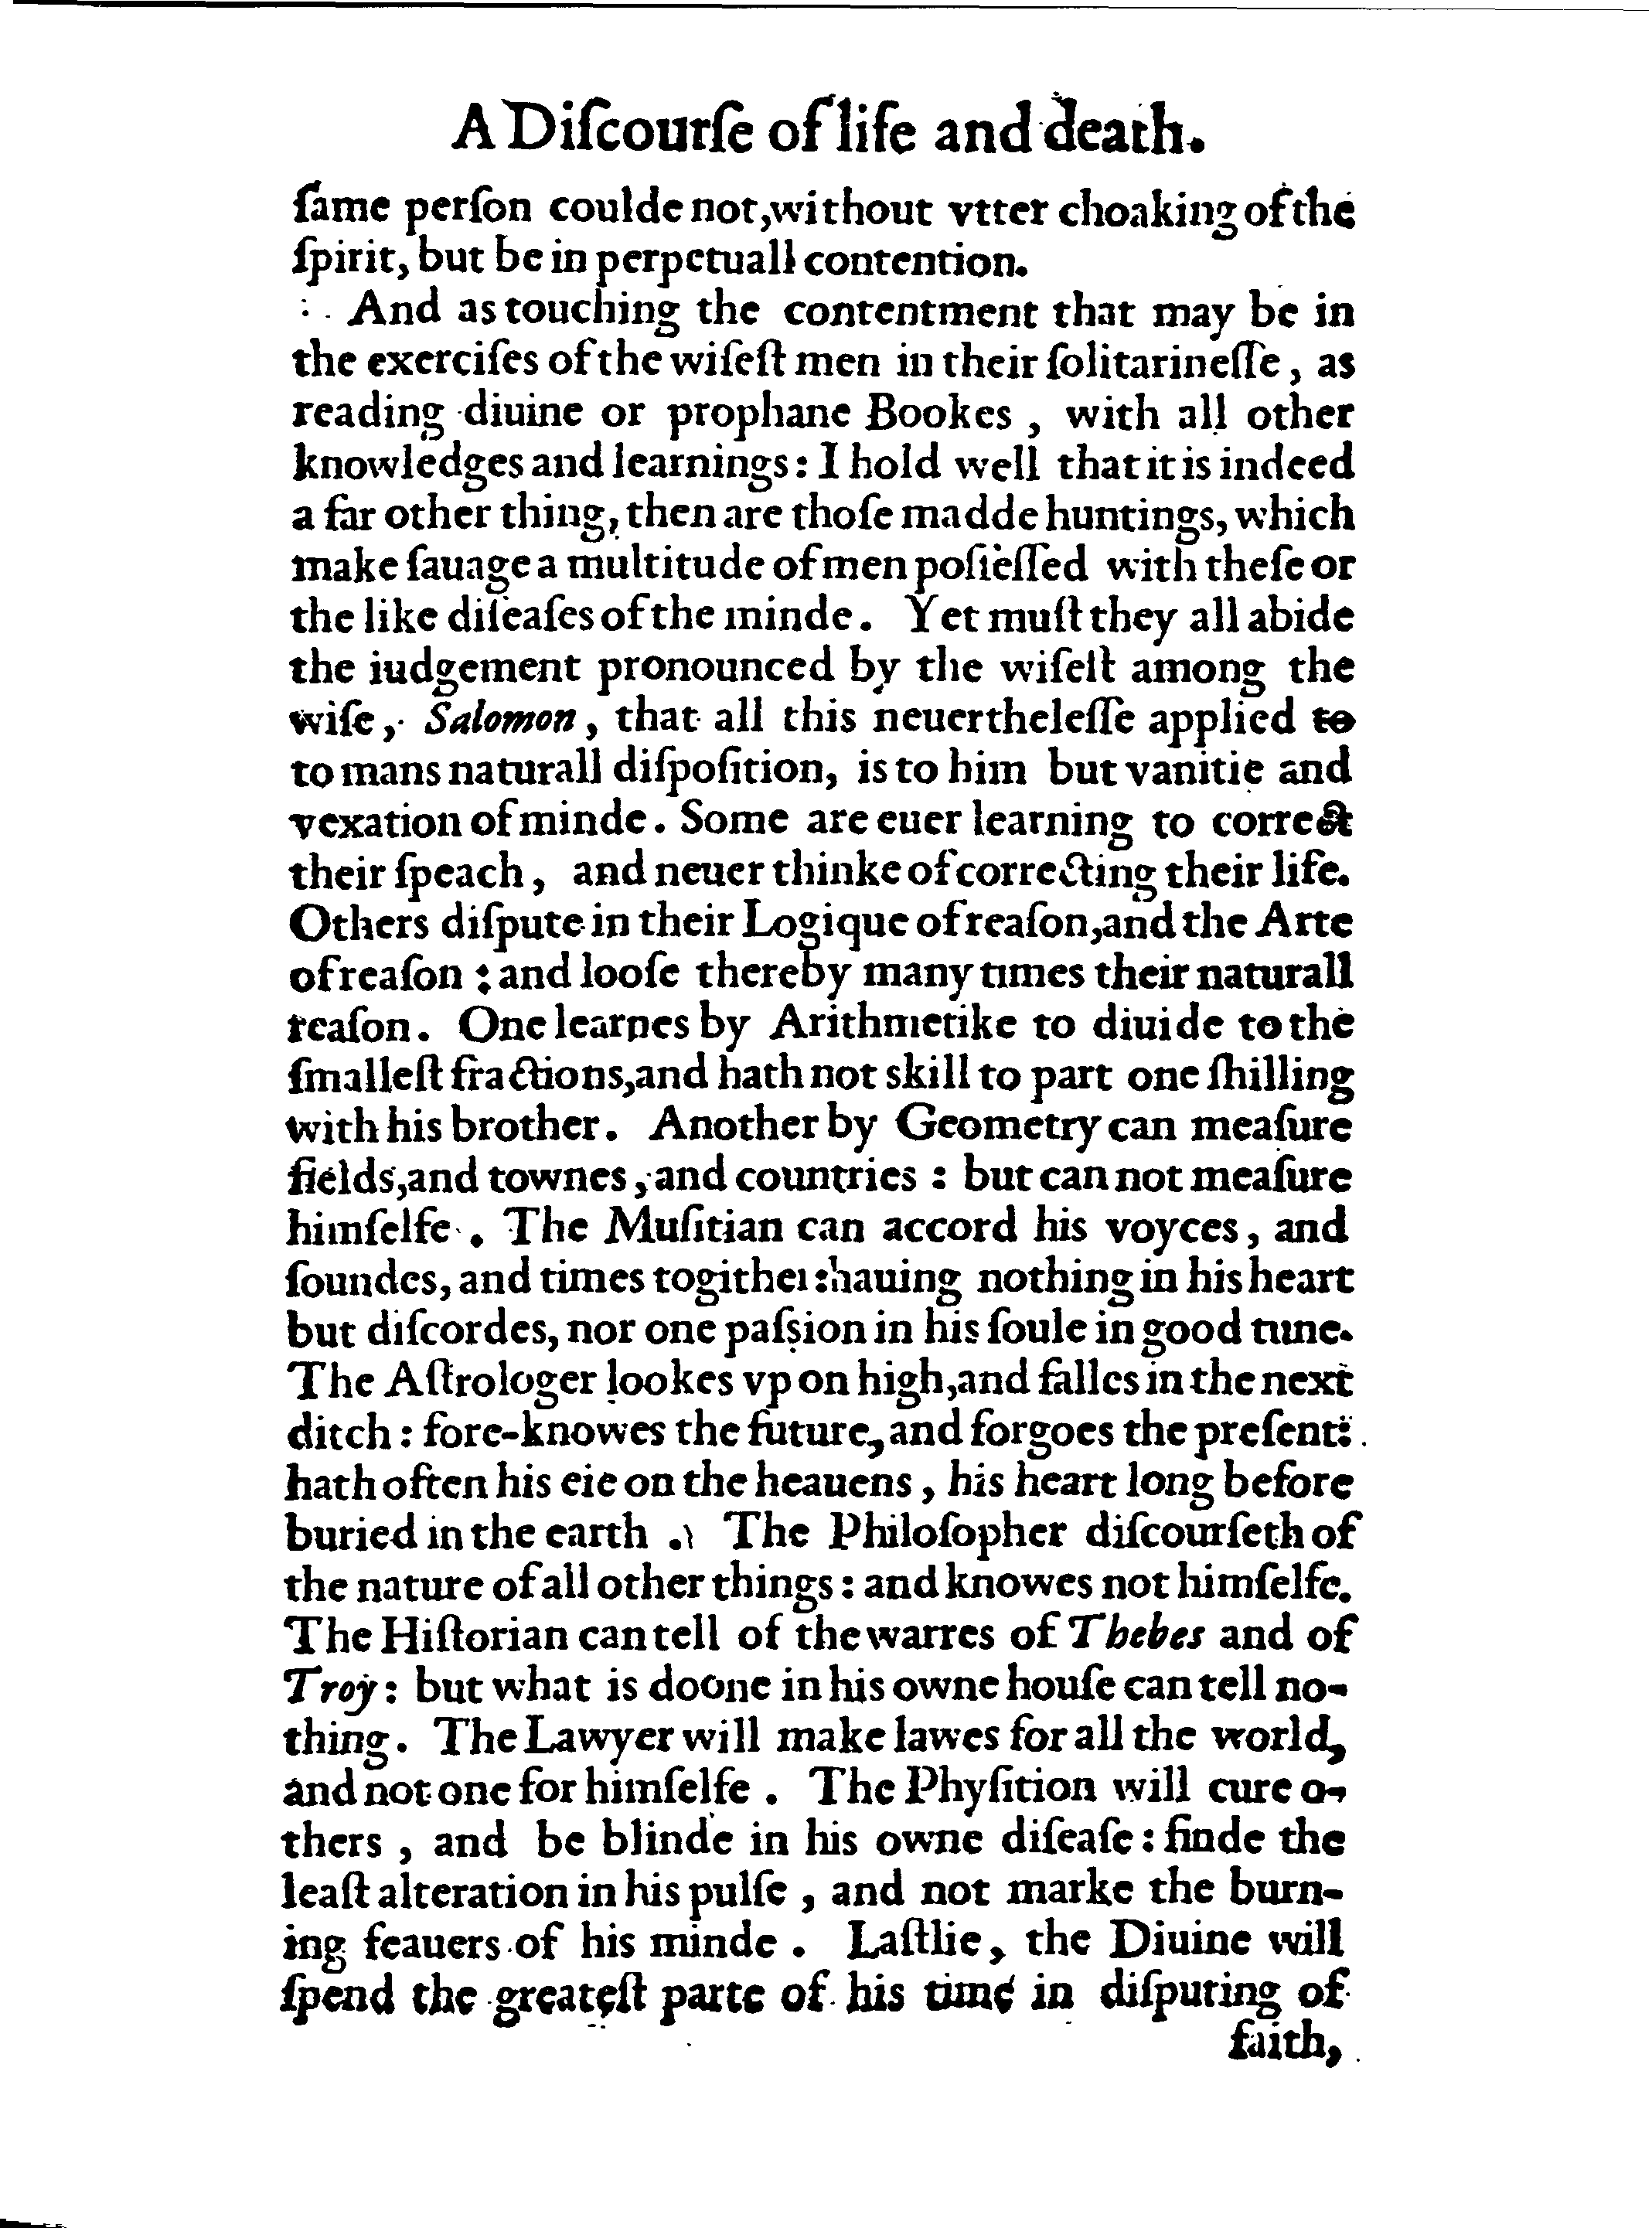 A Diſcourſe of life and death.
ſame perſon coulde not,without vtter choaking of the
ſpirit, but be in perpetuall contention.
And as touching the contentment that may be in
the exerciſes of the wiſeſt men in their ſolitarineſſe, as
reading diuine or prophane Bookes, with all other
knowledges and learnings: I hold well that it is indeed
a far other thing, then are thoſe madde huntings, which
make ſauage a multitude of men poſſeſſed with theſe or
the like diſeaſes of the minde. Yet muſt they all abide
the iudgement pronounced by the wiſeſt among the
wiſe, Salomon, that all this neuertheleſſe applied to
to mans naturall diſpoſition, is to him but vanitie and
vexation of minde. Some are euer learning to correct
their ſpeach, and neuer thinke of correcting their life.
Others diſpute in their Logique of reaſon,and the Arte
of reaſon: and looſe thereby many times their naturall
reaſon. One learnes by Arithmetike to diuide to the
ſmalleſt fractions,and hath not skill to part one ſhilling
with his brother. Another by Geometry can meaſure
fields,and townes, and countries: but can not meaſure
himſelfe. The Muſitian can accord his voyces, and
ſoundes, and times togither:hauing nothing in his heart
but diſcordes, nor one paſsion in his ſoule in good tune.
The Aſtrologer lookes vp on high,and falles in the next
ditch: fore-knowes the future, and forgoes the preſent:
hath often his eie on the heauens, his heart long before
buried in the earth. The Philoſopher diſcourſeth of
the nature of all other things: and knowes not himſelfe.
The Hiſtorian can tell of the warres of Thebes and of
Troy: but what is doone in his owne houſe can tell no-
thing. The Lawyer will make lawes for all the world,
and not one for himſelfe. The Phyſition will cure o-
thers, and be blinde in his owne diſeaſe: finde the
leaſt alteration in his pulſe, and not marke the burn-
ing feauers of his minde. Laſtlie, the Diuine will
ſpend the greateſt parte of his time in diſputing of
faith,